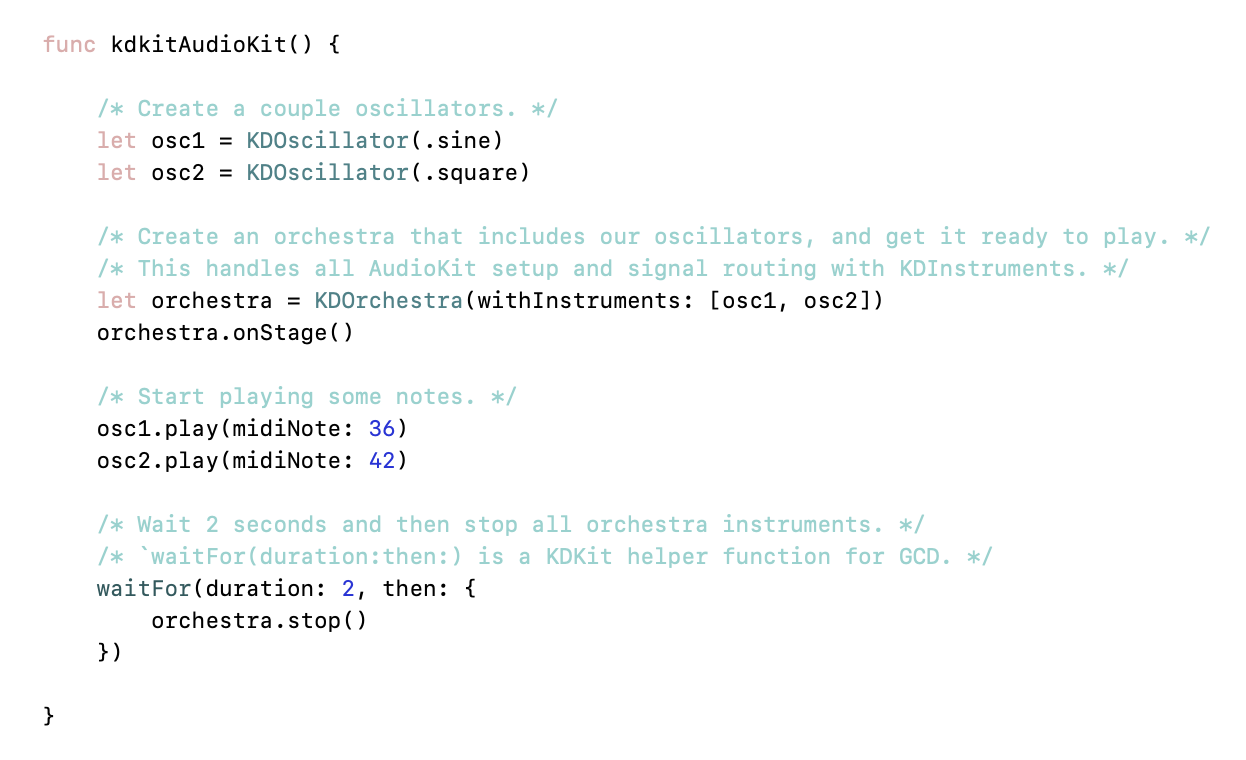 func kdkitAudioKit() {
/* Create a couple oscillators. */
let osc1 = KDOscillator(.sine)
let osc2 = KDOscillator(.square)
/* Create an orchestra that includes our oscillators, and get it ready to play. */
/* This handles all AudioKit setup and signal routing with KDInstruments. */
let orchestra = KDOrchestra(withInstruments: [osc1, osc2])
orchestra.onStage()
/* Start playing some notes. */
osc1.play(midiNote: 36)
osc2.play(midiNote: 42)
/* Wait 2 seconds and then stop all orchestra instruments. */
/* `waitFor(duration:then:) is a KDKit helper function for GCD. */
waitFor(duration: 2, then: {
orchestra.stop()
})
}